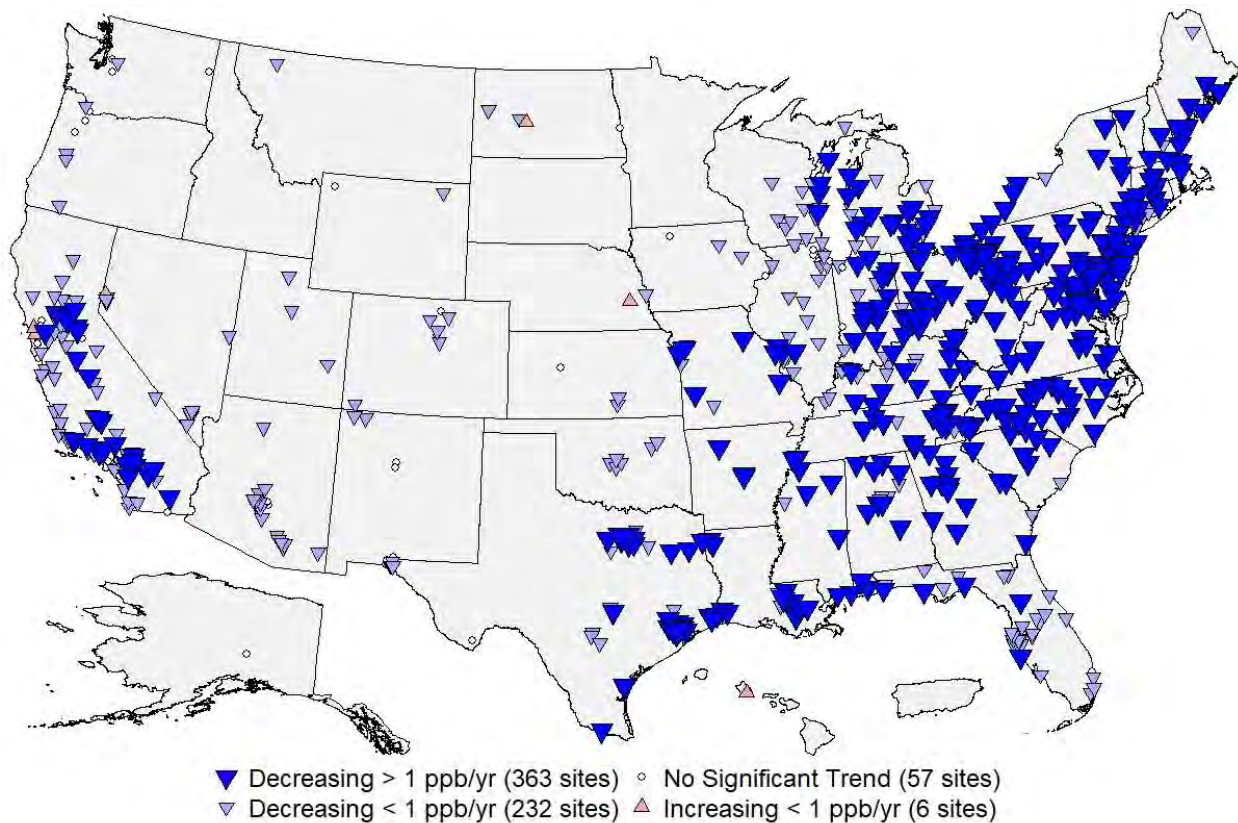 Decreasing > 1 ppb/yr (363 sites)
No Significant Trend (57 sites)
Decreasing < 1 ppb/yr (232 sites)
Increasing < 1 ppb/yr (6 sites)